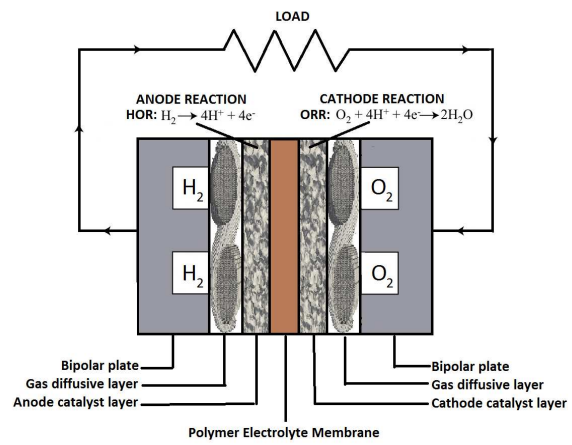 LOAD
ANODE REACTION
HOR: H₂→4H⁺ + 4e⁻
CATHODE REACTION
ORR: O₂ + 4H⁺ + 4e⁻→2H₂O
H₂
O₂
H₂
O₂
Bipolar plate
Gas diffusive layer
Anode catalyst layer
Bipolar plate
Gas diffusive layer
Cathode catalyst layer
Polymer Electrolyte Membrane